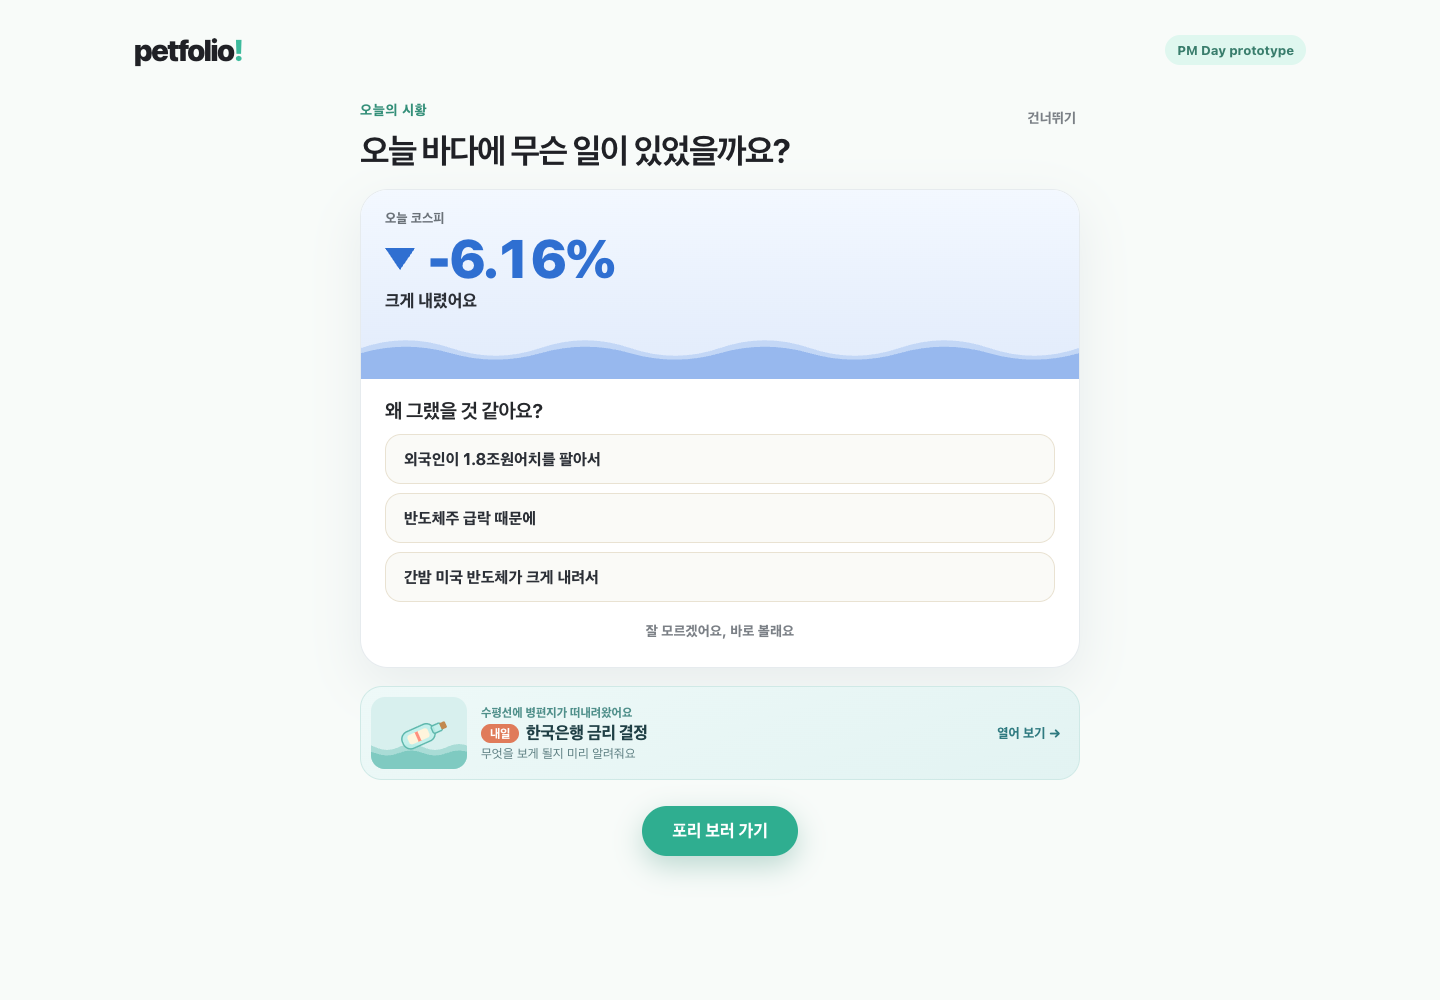 petfolio!
PM Day prototype
오늘의 시황
건너뛰기
오늘 바다에 무슨 일이 있었을까요?
오늘 코스피
▼ -6.16%
크게 내렸어요
왜 그랬을 것 같아요?
외국인이 1.8조원어치를 팔아서
반도체주 급락 때문에
간밤 미국 반도체가 크게 내려서
잘 모르겠어요, 바로 볼래요
수평선에 병편지가 떠내려왔어요
내일 한국은행 금리 결정
무엇을 보게 될지 미리 알려줘요
열어 보기 →
포리 보러 가기